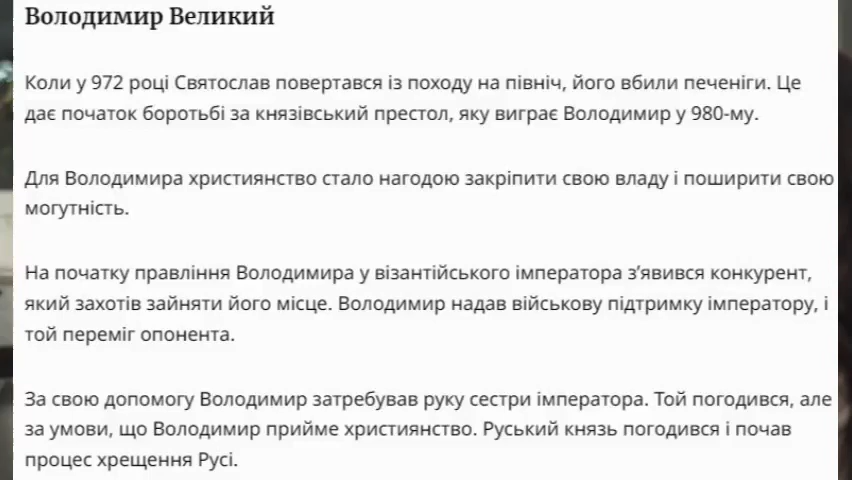 Володимир Великий
Коли у 972 році Святослав повертався із походу на північ, його вбили печеніги. Це
дає початок боротьбі за князівський престол, яку виграє Володимир у 980-му.
Для Володимира християнство стало нагодою закріпити свою владу і поширити свою
могутність.
На початку правління Володимира у візантійського імператора з’явився конкурент,
який захотів зайняти його місце. Володимир надав військову підтримку імператору, і
той переміг опонента.
За свою допомогу Володимир затребував руку сестри імператора. Той погодився, але
за умови, що Володимир прийме християнство. Руський князь погодився і почав
процес хрещення Русі.